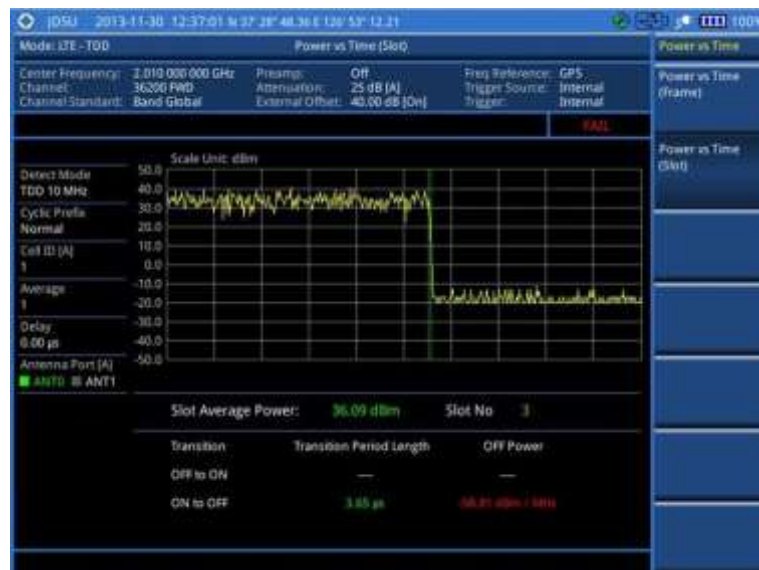 JDSU 2013-11-30 12:37:01 N 37° 28" 48.36 E 126° 53" 12.21 100%
Mode: LTE - TDD Power vs Time (Slot) Power vs Time
Center Frequency: 2.010 000 000 GHz Preamp: Off Freq Reference: GPS
Channel: 36200 FWD Attenuation: 25 dB [A] Trigger Source: Internal
Channel Standard: Band Global External Offset: 40.00 dB [On] Trigger: Internal
Power vs Time (Frame)
FAIL
Power vs Time (Slot)
Scale Unit: dBm
Detect Mode
TDD 10 MHz
Cyclic Prefix
Normal
Cell ID [A]
1
Average
1
Delay
0.00 µs
Antenna Port [A]
ANT0 ANT1
50.0
40.0
30.0
20.0
10.0
0.0
-10.0
-20.0
-30.0
-40.0
-50.0
Slot Average Power: 36.09 dBm Slot No 3
Transition Transition Period Length OFF Power
OFF to ON — —
ON to OFF 3.65 µs dBm / MHz